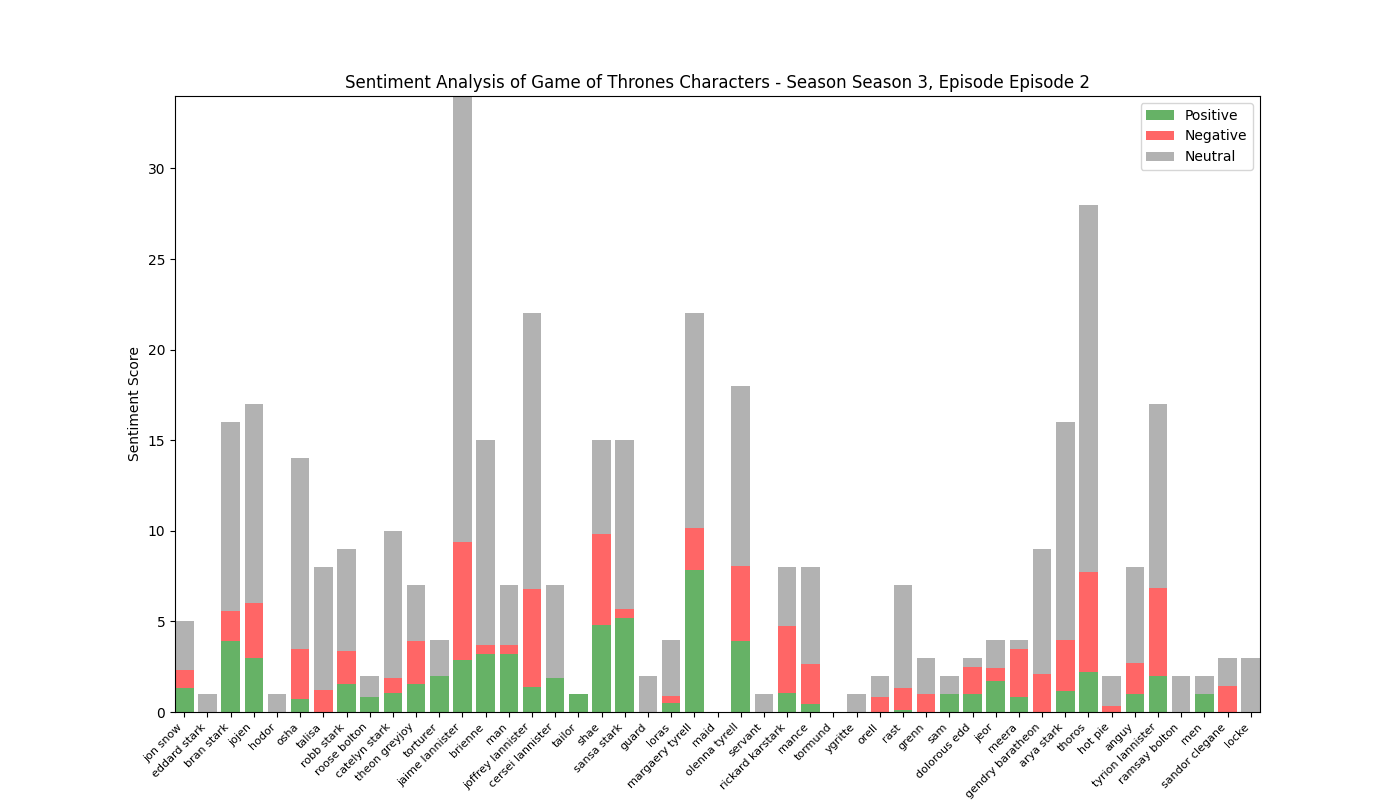 Sentiment Analysis of Game of Thrones Characters - Season Season 3, Episode Episode 2
Positive
Negative
Neutral
Sentiment Score
30
25
20
15
10
5
0
jon snow
eddard stark
bran stark
jojen
hodor
osha
talisa
robb stark
roose bolton
catelyn stark
theon greyjoy
torturer
jaime lannister
brienne
man
joffrey lannister
cersei lannister
tailor
shae
sansa stark
guard
loras
margaery tyrell
maid
olenna tyrell
servant
rickard karstark
mance
tormund
ygritte
orell
rast
grenn
sam
dolorous edd
jeor
meera
gendry baratheon
arya stark
thoros
hot pie
anguy
tyrion lannister
ramsay bolton
men
sandor clegane
locke